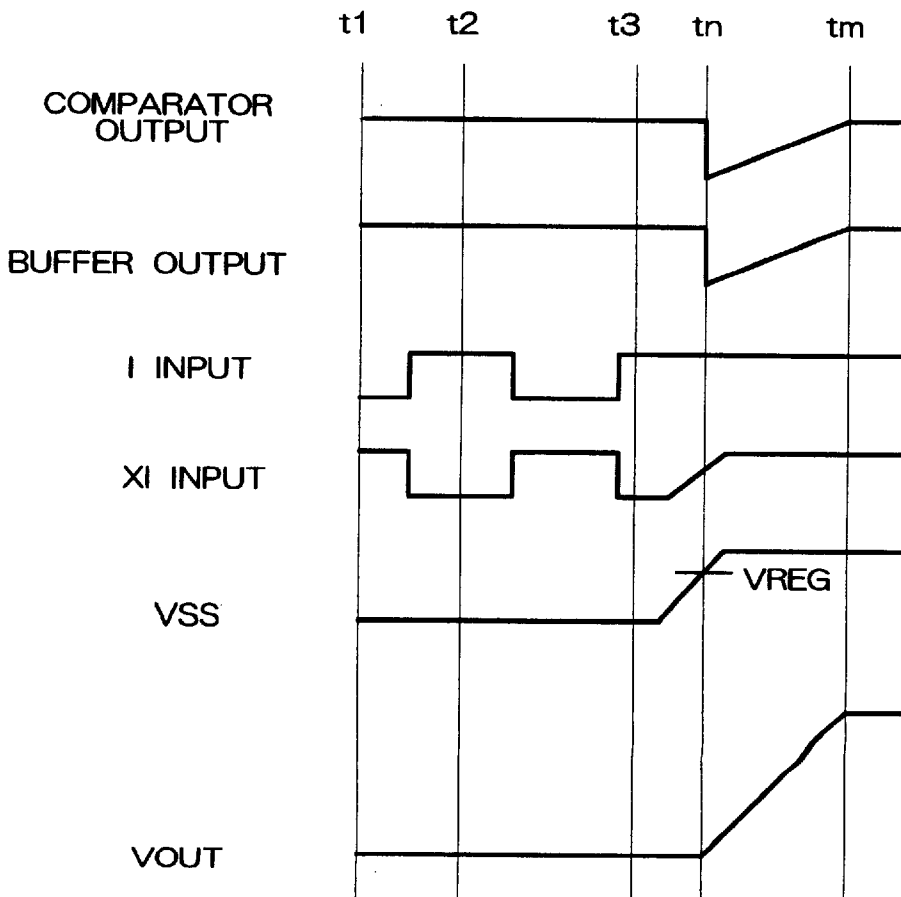 t1 t2 t3 tn tm
COMPARATOR
OUTPUT
BUFFER OUTPUT
I INPUT
XI INPUT
VREG
VSS
VOUT